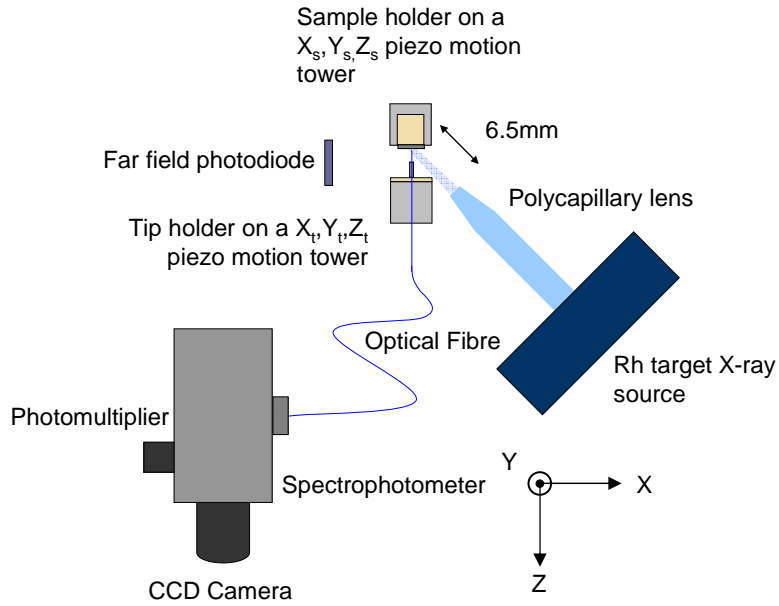 Sample holder on a
Xs,Ys,Zs piezo motion
tower
6.5mm
Far field photodiode
Polycapillary lens
Tip holder on a Xt,Yt,Zt
piezo motion tower
Optical Fibre
Rh target X-ray
source
Photomultiplier
Spectrophotometer
Y
X
Z
CCD Camera